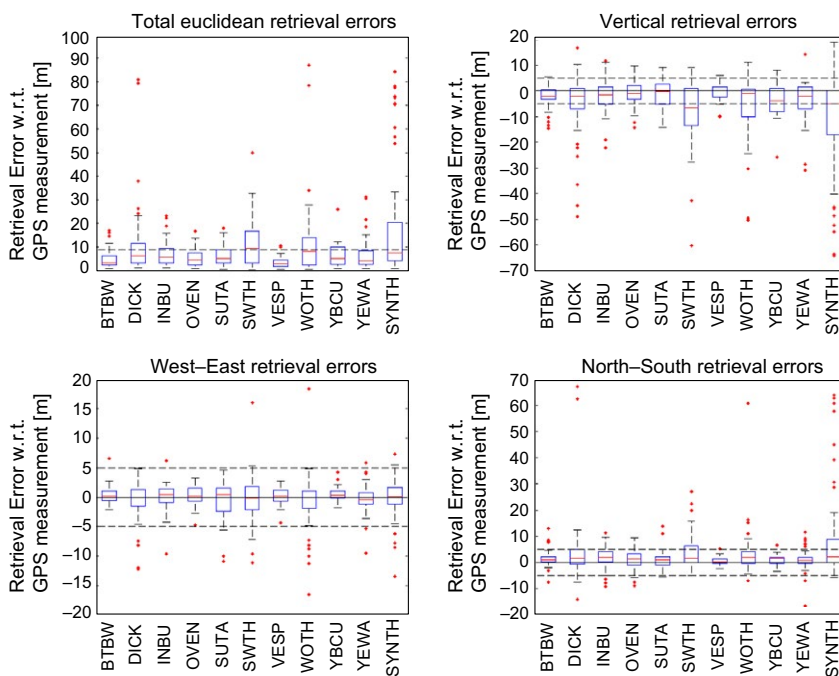 Total euclidean retrieval errors
Retrieval Error w.r.t.
GPS measurement [m]
100
90
80
70
60
50
40
30
20
10
0
BTBW
DICK
INBU
OVEN
SUTA
SWTH
VESP
WOTH
YBCU
YEWA
SYNTH
Vertical retrieval errors
Retrieval Error w.r.t.
GPS measurement [m]
20
10
0
−10
−20
−30
−40
−50
−60
−70
BTBW
DICK
INBU
OVEN
SUTA
SWTH
VESP
WOTH
YBCU
YEWA
SYNTH
West–East retrieval errors
Retrieval Error w.r.t.
GPS measurement [m]
20
15
10
5
0
−5
−10
−15
−20
BTBW
DICK
INBU
OVEN
SUTA
SWTH
VESP
WOTH
YBCU
YEWA
SYNTH
North–South retrieval errors
Retrieval Error w.r.t.
GPS measurement [m]
70
60
50
40
30
20
10
0
−10
−20
BTBW
DICK
INBU
OVEN
SUTA
SWTH
VESP
WOTH
YBCU
YEWA
SYNTH